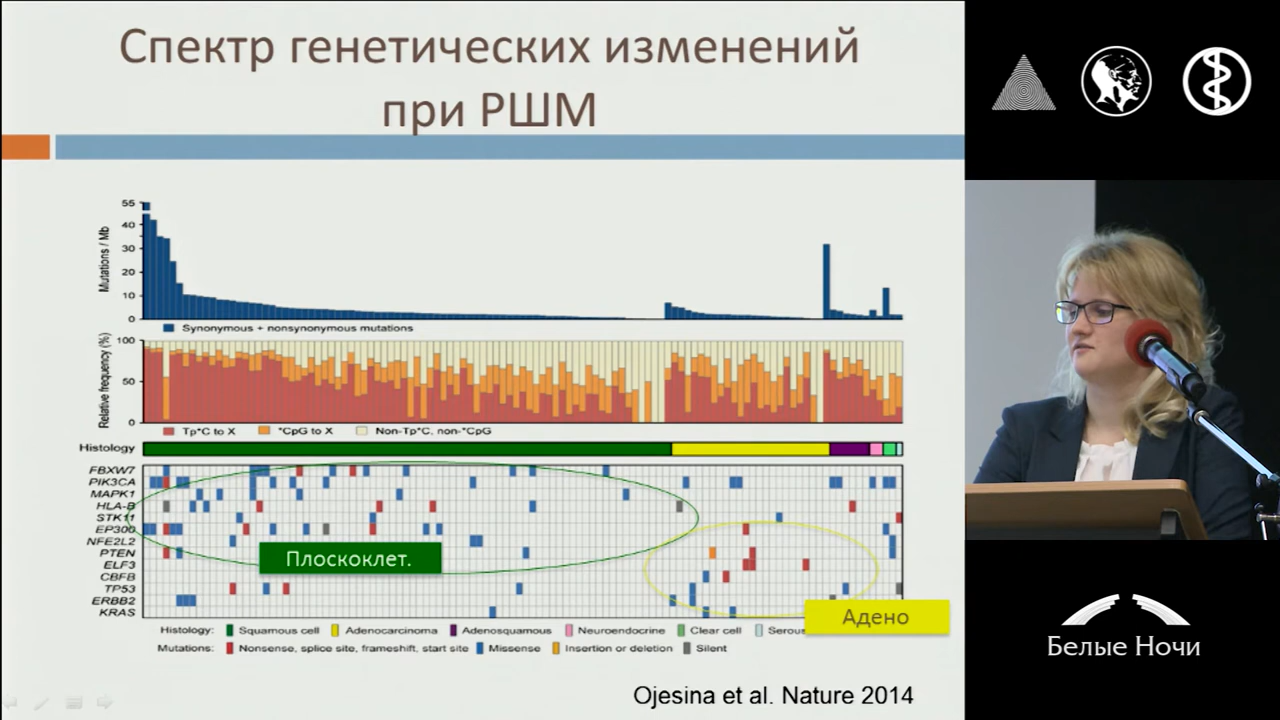 Спектр генетических изменений
при РШМ
55
40
30
20
10
0
Mutations / Mb
Synonymous + nonsynonymous mutations
100
50
0
Relative frequency (%)
Tp*C to X
*CpG to X
Non-Tp*C, non-*CpG
Histology
FBXW7
PIK3CA
MAPK1
HLA-B
STK11
EP300
NFE2L2
PTEN
ELF3
CBFB
TP53
ERBB2
KRAS
Плоскоклет.
Адено
Histology: Squamous cell Adenocarcinoma Adenosquamous Neuroendocrine Clear cell Serou
Mutations: Nonsense, splice site, frameshift, start site Missense Insertion or deletion Silent
Ojesina et al. Nature 2014
Белые Ночи